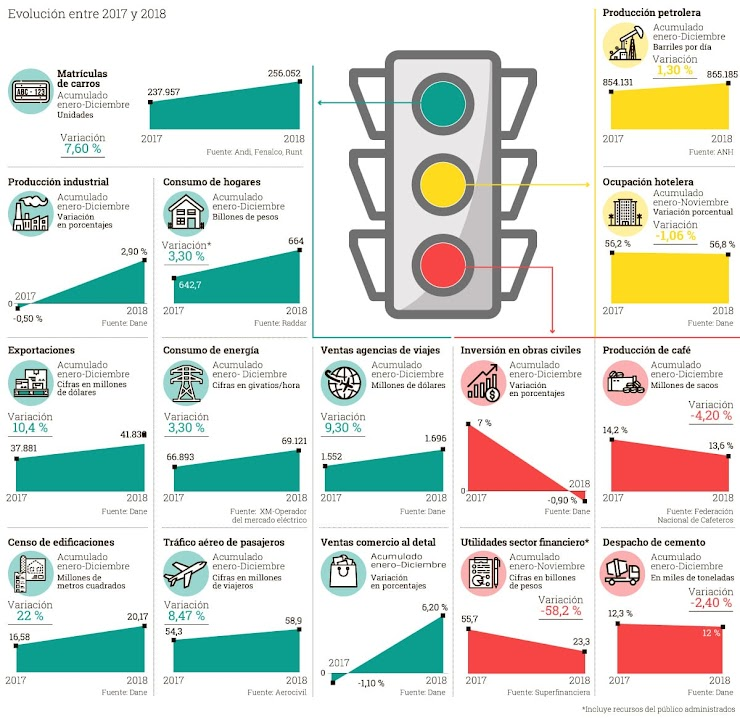 Evolución entre 2017 y 2018
Matrículas
de carros
Acumulado
enero-Diciembre
Unidades
Variación
7,60 %
ABC - 123
237.957
256.052
2017
2018
Fuente: Andi, Fenalco, Runt
Producción petrolera
Acumulado
enero-Diciembre
Barriles por día
Variación
1,30 %
854.131
865.185
2017
2018
Fuente: ANH
Producción industrial
Acumulado
enero-Diciembre
Variación
en porcentajes
2,90 %
0
-0,50 %
2017
2018
Fuente: Dane
Consumo de hogares
Acumulado
enero-Diciembre
Billones de pesos
Variación*
3,30 %
642,7
664
2017
2018
Fuente: Raddar
Ocupación hotelera
Acumulado
enero-Noviembre
Variación porcentual
Variación
-1,06 %
56,2 %
56,8 %
2017
2018
Fuente: Dane
Exportaciones
Acumulado
enero-Diciembre
Cifras en millones
de dólares
Variación
10,4 %
37.881
41.832
2017
2018
Fuente: Dane
Consumo de energía
Acumulado
enero-Diciembre
Cifras en givatios/hora
Variación
3,30 %
66.893
69.121
2017
2018
Fuente: XM-Operador
del mercado eléctrico
Ventas agencias de viajes
Acumulado
enero-Diciembre
Millones de dólares
Variación
9,30 %
1.552
1.696
2017
2018
Fuente: Dane
Inversión en obras civiles
Acumulado
enero-Diciembre
Variación
en porcentajes
7 %
0
-0,90 %
2017
2018
Fuente: Dane
Producción de café
Acumulado
enero-Diciembre
Millones de sacos
Variación
-4,20 %
14,2 %
13,6 %
2017
2018
Fuente: Federación
Nacional de Cafeteros
Censo de edificaciones
Acumulado
enero-Diciembre
Millones de
metros cuadrados
Variación
22 %
16,58
20,17
2017
2018
Fuente: Dane
Tráfico aéreo de pasajeros
Acumulado
enero-Diciembre
Cifras en millones
de viajeros
Variación
8,47 %
54,3
58,9
2017
2018
Fuente: Aerocivil
Ventas comercio al detal
Acumulado
enero-Diciembre
Variación
en porcentajes
6,20 %
2017
-1,10 %
2018
Fuente: Dane
Utilidades sector financiero*
Acumulado
enero-Noviembre
Cifras en billones
de pesos
Variación
-58,2 %
55,7
23,3
2017
2018
Fuente: Superfinanciera
Despacho de cemento
Acumulado
enero-Diciembre
En miles de toneladas
Variación
-2,40 %
12,3 %
12 %
2017
2018
Fuente: Dane
*Incluye recursos del público administrados